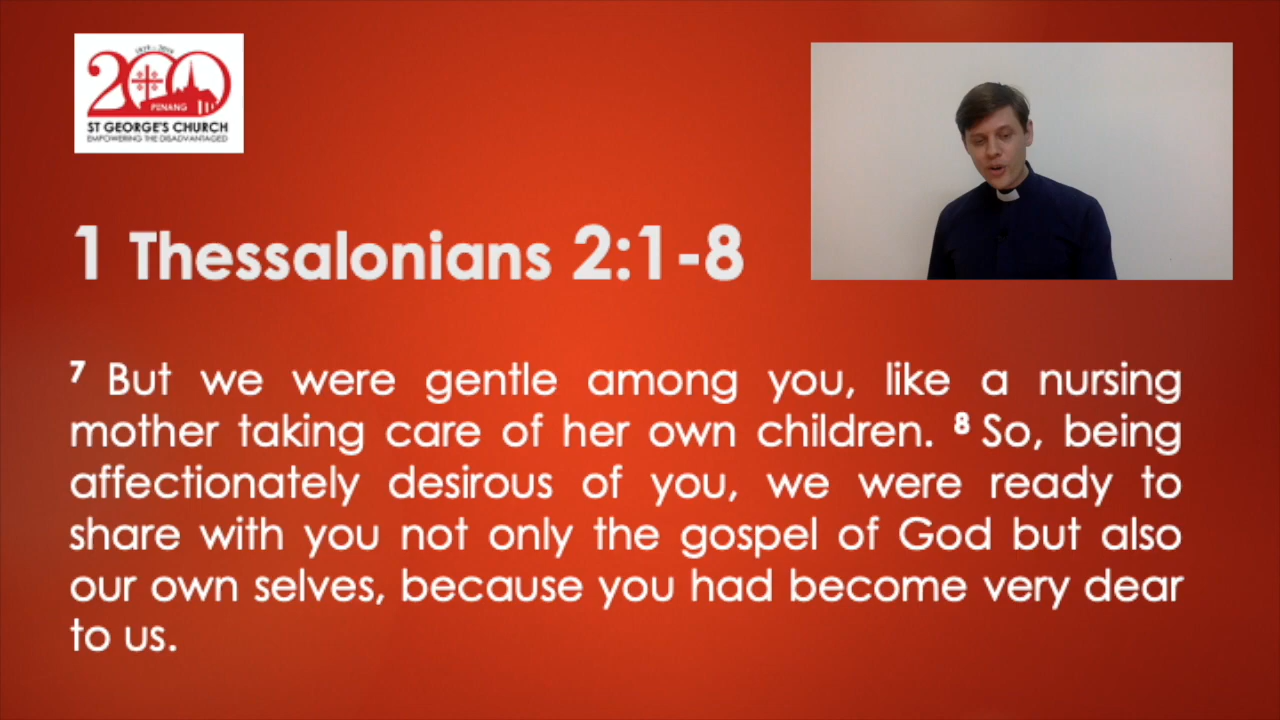 1819 - 2019
200
PENANG
ST GEORGE'S CHURCH
EMPOWERING THE DISADVANTAGED
1 Thessalonians 2:1-8
7 But we were gentle among you, like a nursing
mother taking care of her own children. 8 So, being
affectionately desirous of you, we were ready to
share with you not only the gospel of God but also
our own selves, because you had become very dear
to us.